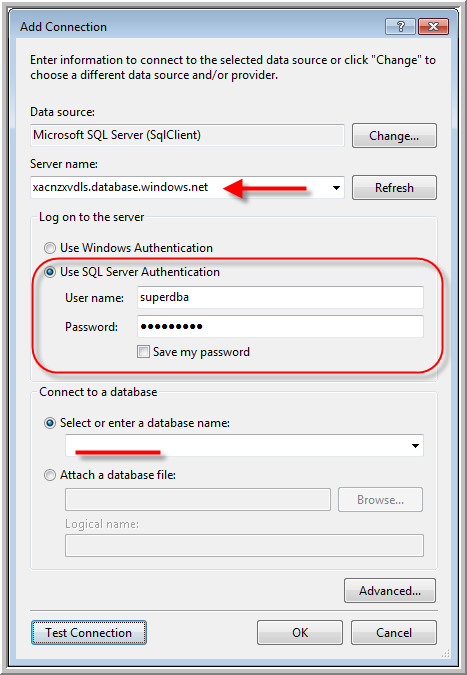 Add Connection
Enter information to connect to the selected data source or click "Change" to
choose a different data source and/or provider.
Data source:
Microsoft SQL Server (SqlClient)
Change...
Server name:
xacnzxvdls.database.windows.net
Refresh
Log on to the server
Use Windows Authentication
Use SQL Server Authentication
User name:
superdba
Password:
●●●●●●●●●
Save my password
Connect to a database
Select or enter a database name:
Attach a database file:
Browse...
Logical name:
Advanced...
Test Connection
OK
Cancel